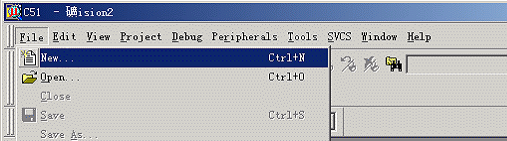 C51 - 礦ision2
File Edit View Project Debug Peripherals Tools SVCS Window Help
New... Ctrl+N
Open... Ctrl+O
Close
Save Ctrl+S
Save As...